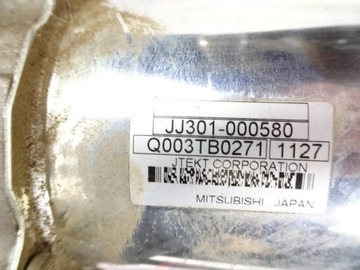 JJ301-000580
Q003TB0271 1127
JTEKT CORPORATION
MITSUBISHI JAPAN